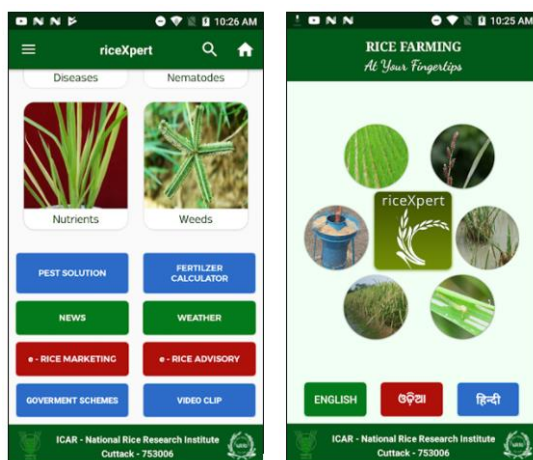 10:26 AM
riceXpert
Diseases
Nematodes
Nutrients
Weeds
PEST SOLUTION
FERTILZER
CALCULATOR
NEWS
WEATHER
e - RICE MARKETING
e - RICE ADVISORY
GOVERMENT SCHEMES
VIDEO CLIP
ICAR - National Rice Research Institute
Cuttack - 753006
10:25 AM
RICE FARMING
At Your Fingertips
riceXpert
ENGLISH
ଓଡ଼ିଆ
हिन्दी
ICAR - National Rice Research Institute
Cuttack - 753006